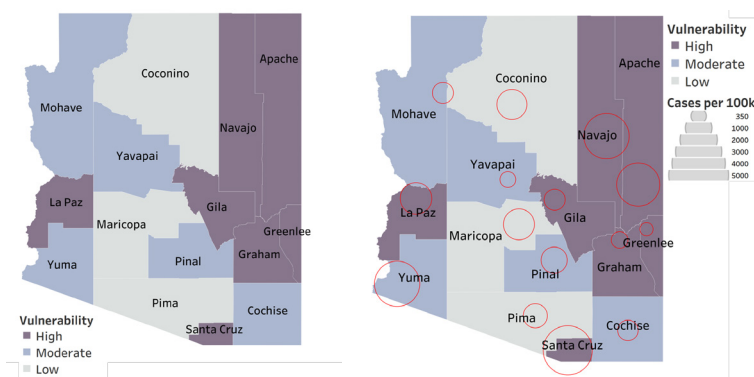 Apache
Coconino
Mohave
Navajo
Yavapai
La Paz
Gila
Maricopa
Greenlee
Graham
Yuma
Pinal
Pima
Cochise
Santa Cruz
Vulnerability
High
Moderate
Low
Vulnerability
High
Moderate
Low
Cases per 100k
350
1000
2000
3000
4000
5000
Apache
Coconino
Mohave
Navajo
Yavapai
La Paz
Gila
Maricopa
Greenlee
Graham
Yuma
Pinal
Pima
Cochise
Santa Cruz